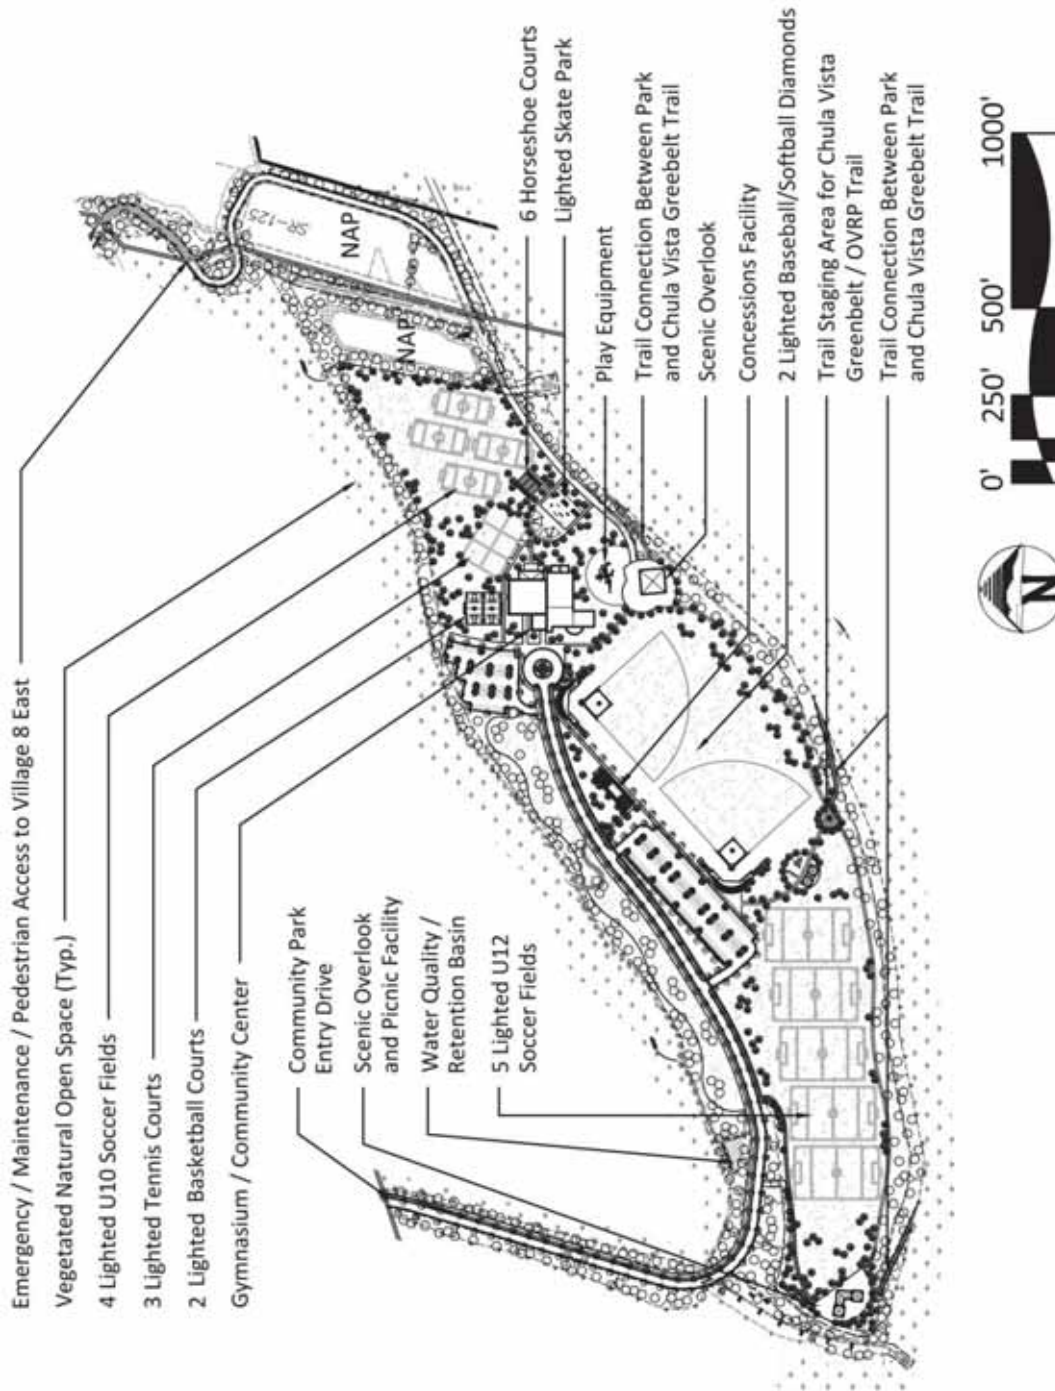 Emergency / Maintenance / Pedestrian Access to Village 8 East
Vegetated Natural Open Space (Typ.)
4 Lighted U10 Soccer Fields
3 Lighted Tennis Courts
2 Lighted Basketball Courts
Gymnasium / Community Center
Community Park
Entry Drive
Scenic Overlook
and Picnic Facility
Water Quality /
Retention Basin
5 Lighted U12
Soccer Fields
SR-125
NAP
NAP
6 Horseshoe Courts
Lighted Skate Park
Play Equipment
Trail Connection Between Park
and Chula Vista Greebelt Trail
Scenic Overlook
Concessions Facility
2 Lighted Baseball/Softball Diamonds
Trail Staging Area for Chula Vista
Greenbelt / OVRP Trail
Trail Connection Between Park
and Chula Vista Greebelt Trail
N
0' 250' 500' 1000'